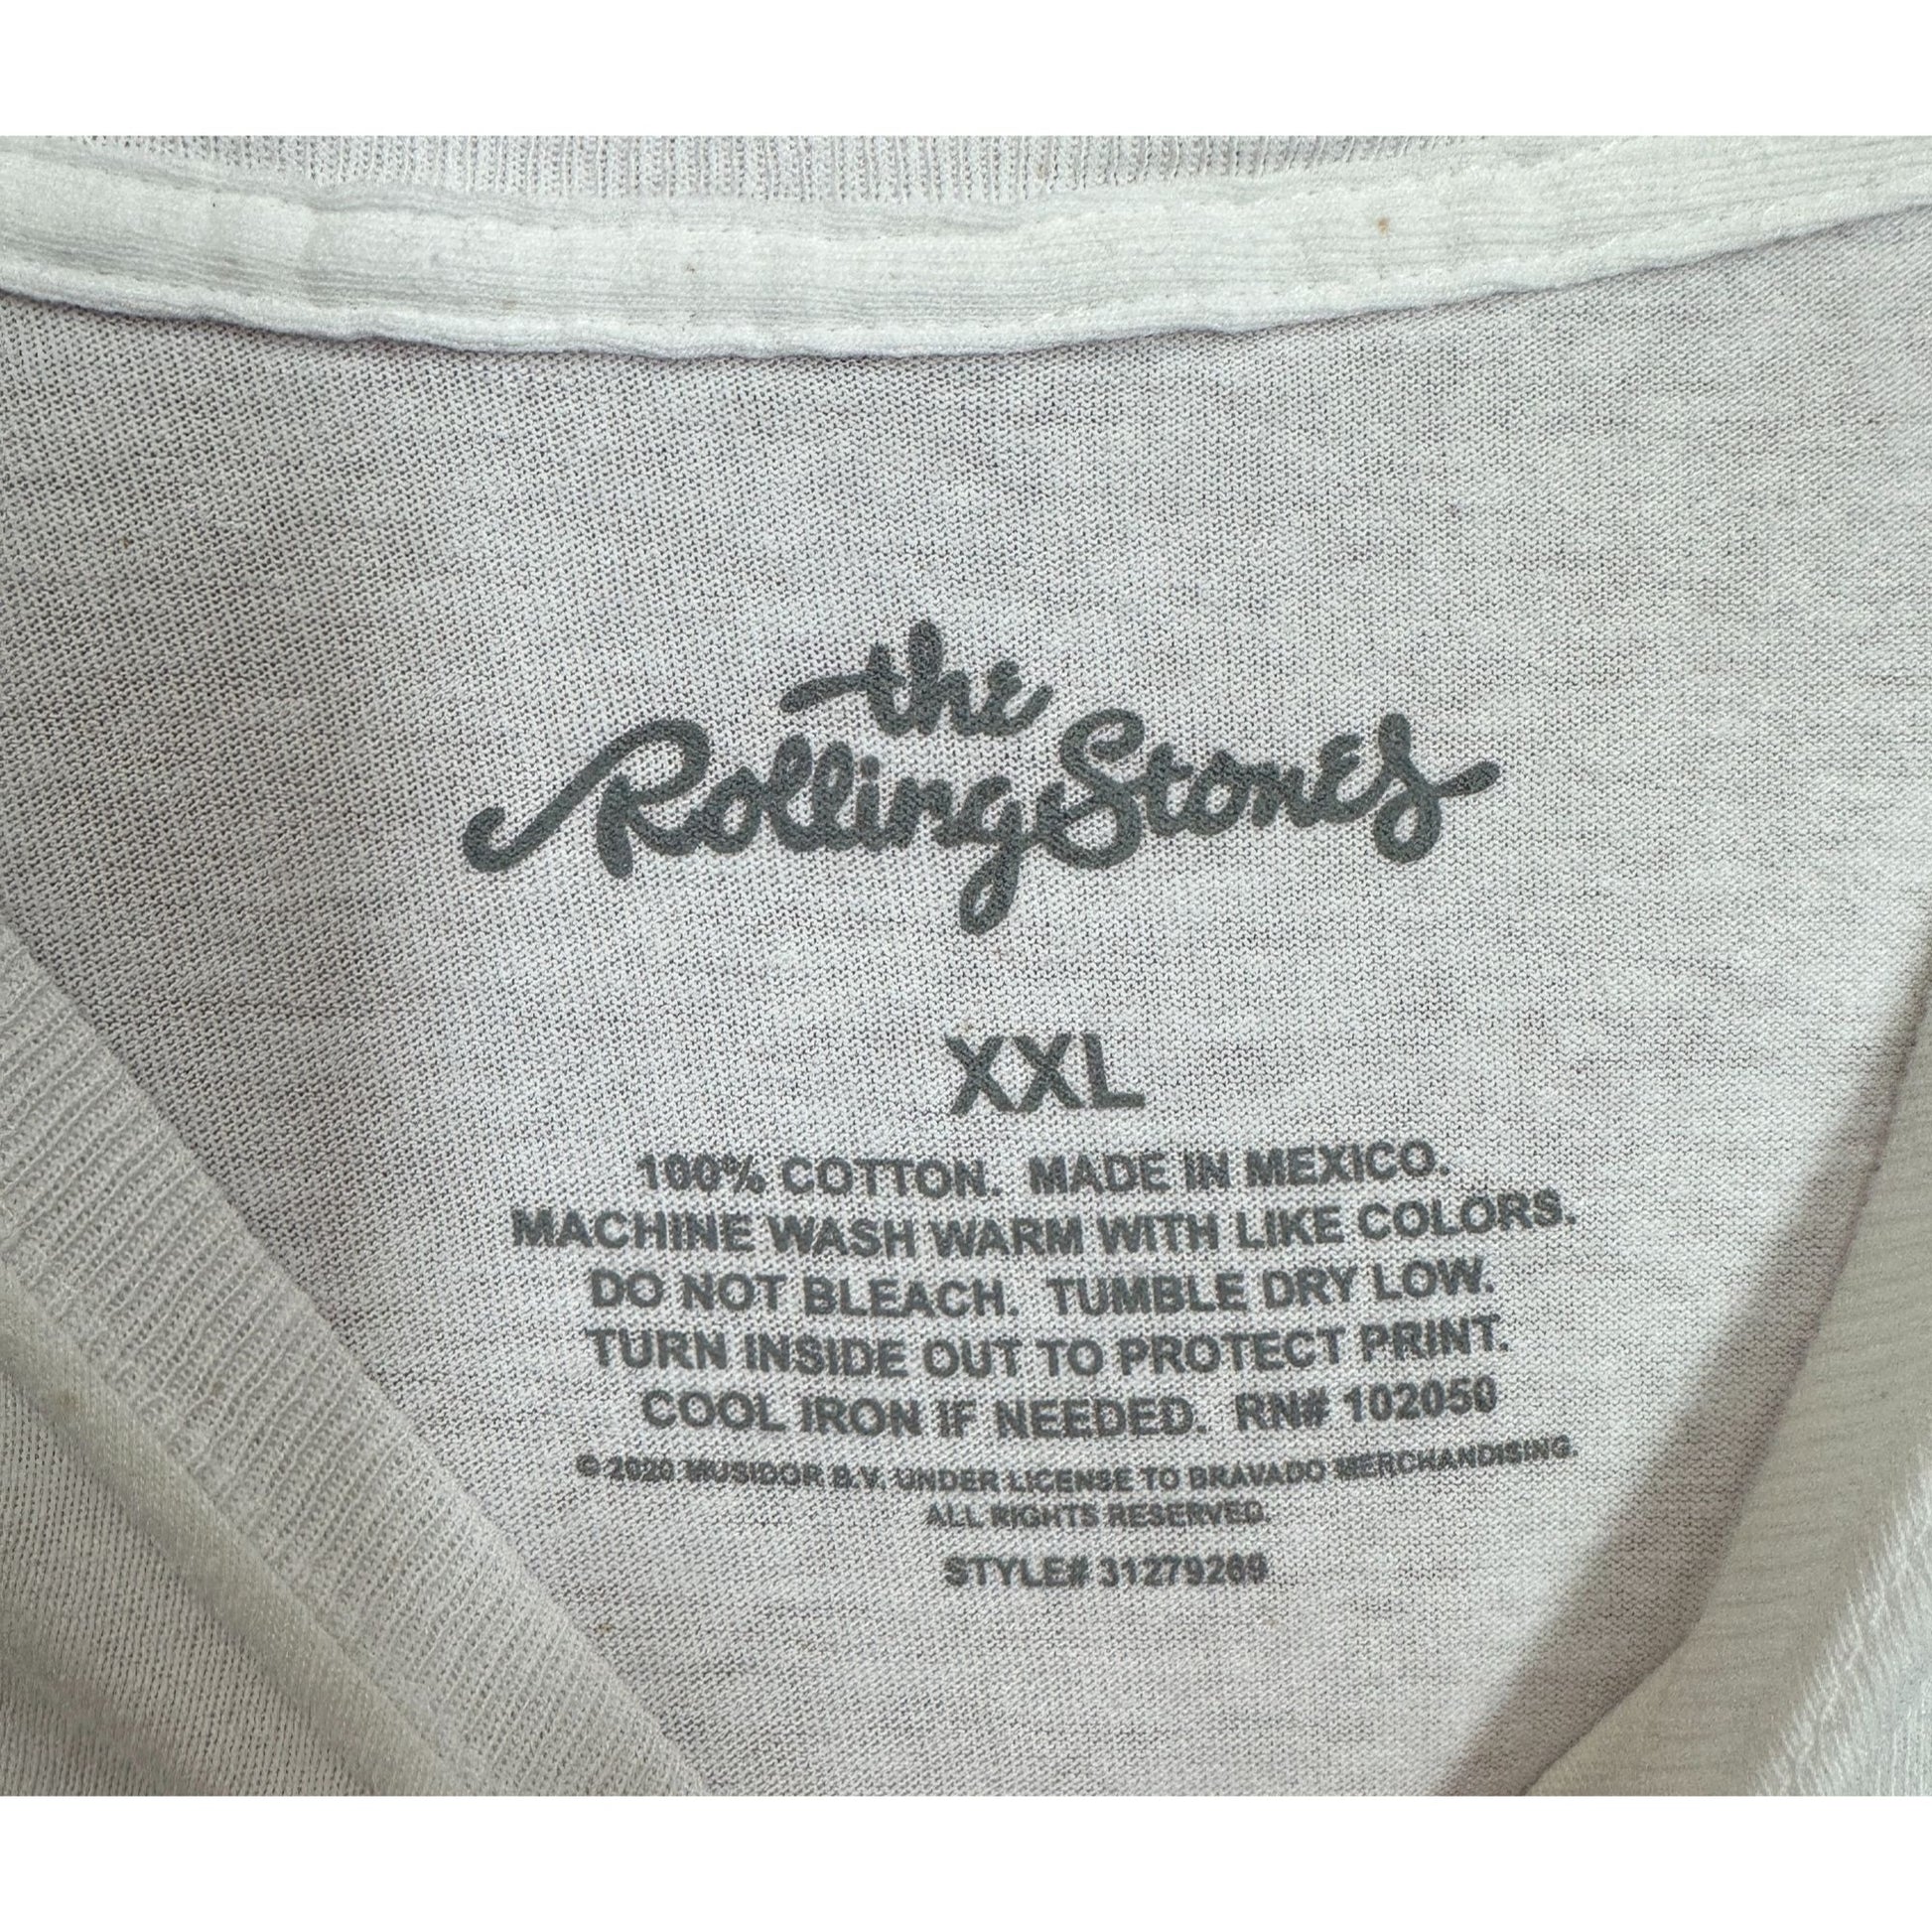 the
Rolling Stones
XXL
100% COTTON. MADE IN MEXICO.
MACHINE WASH WARM WITH LIKE COLORS.
DO NOT BLEACH. TUMBLE DRY LOW.
TURN INSIDE OUT TO PROTECT PRINT.
COOL IRON IF NEEDED. RN# 102050
© 2020 MUSIDOR B.V. UNDER LICENSE TO BRAVADO MERCHANDISING.
ALL RIGHTS RESERVED.
STYLE# 31279269